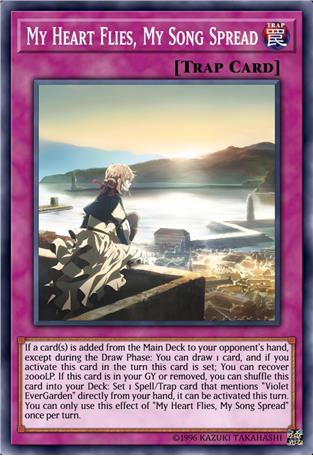 My Heart Flies, My Song Spread
TRAP
罠
[Trap Card]
If a card(s) is added from the Main Deck to your opponent's hand,
except during the Draw Phase: You can draw 1 card, and if you
activate this card in the turn this card is set; You can recover
2000LP. If this card is in your GY or removed, you can shuffle this
card into your Deck: Set 1 Spell/Trap card that mentions "Violet
EverGarden" directly from your hand, it can be activated this turn.
You can only use this effect of "My Heart Flies, My Song Spread"
once per turn.
©1996 KAZUKI TAKAHASHI